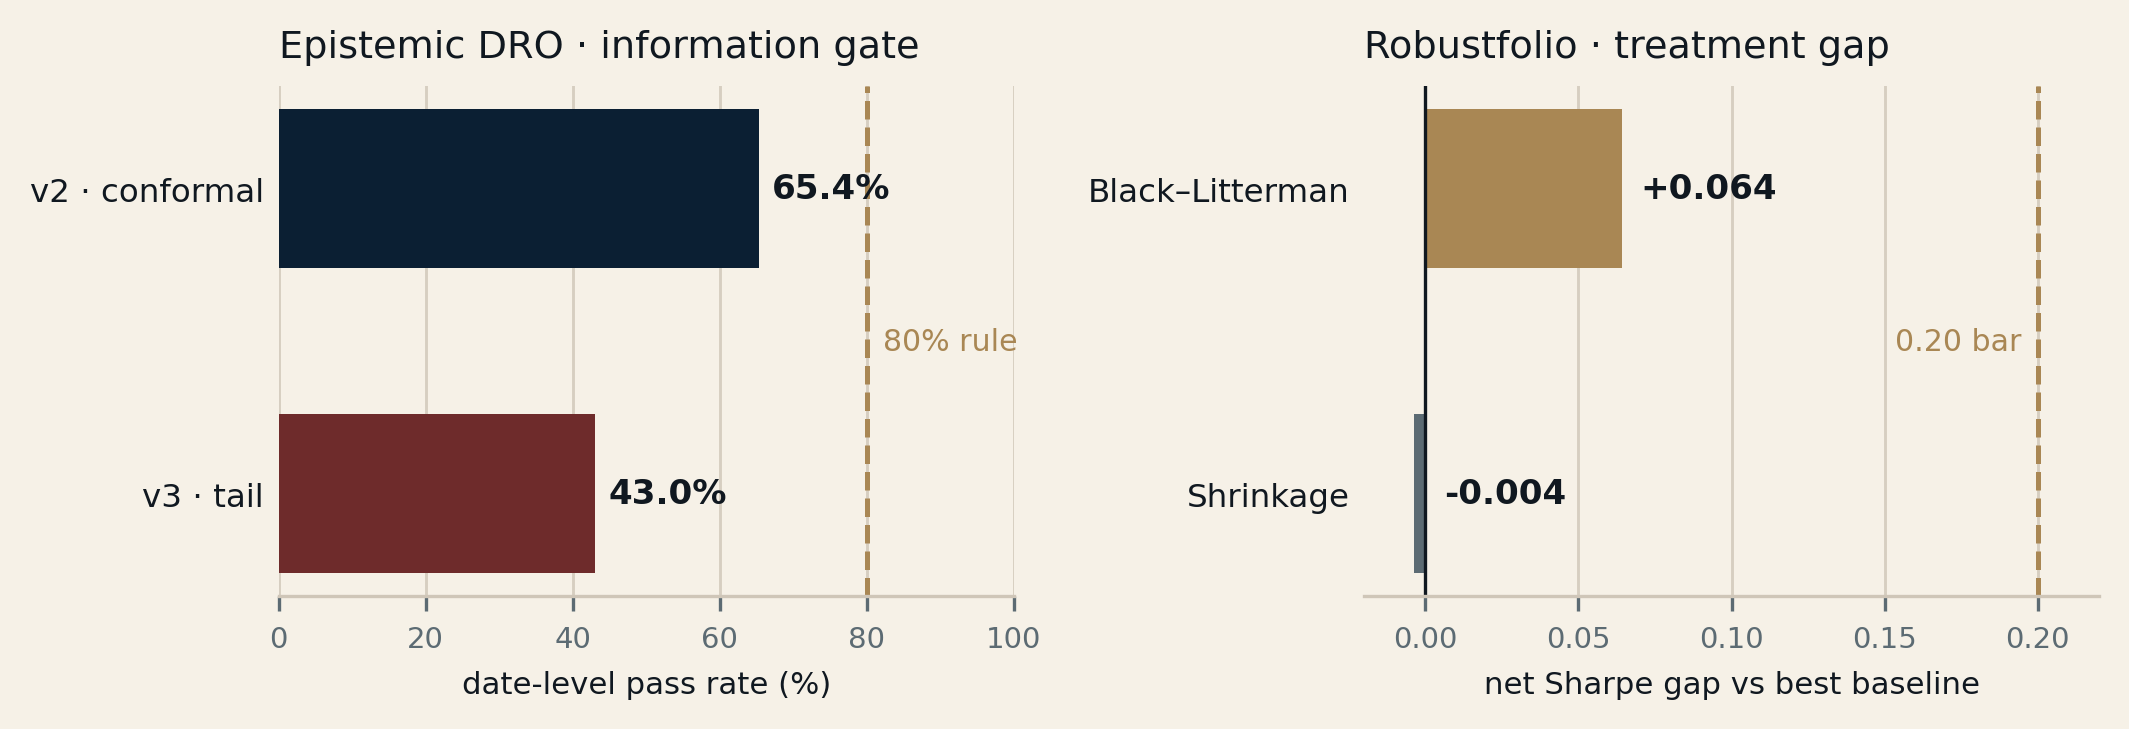 Epistemic DRO · information gate
v2 · conformal
65.4%
80% rule
v3 · tail
43.0%
0 20 40 60 80 100
date-level pass rate (%)
Robustfolio · treatment gap
Black–Litterman
+0.064
0.20 bar
Shrinkage
-0.004
0.00 0.05 0.10 0.15 0.20
net Sharpe gap vs best baseline